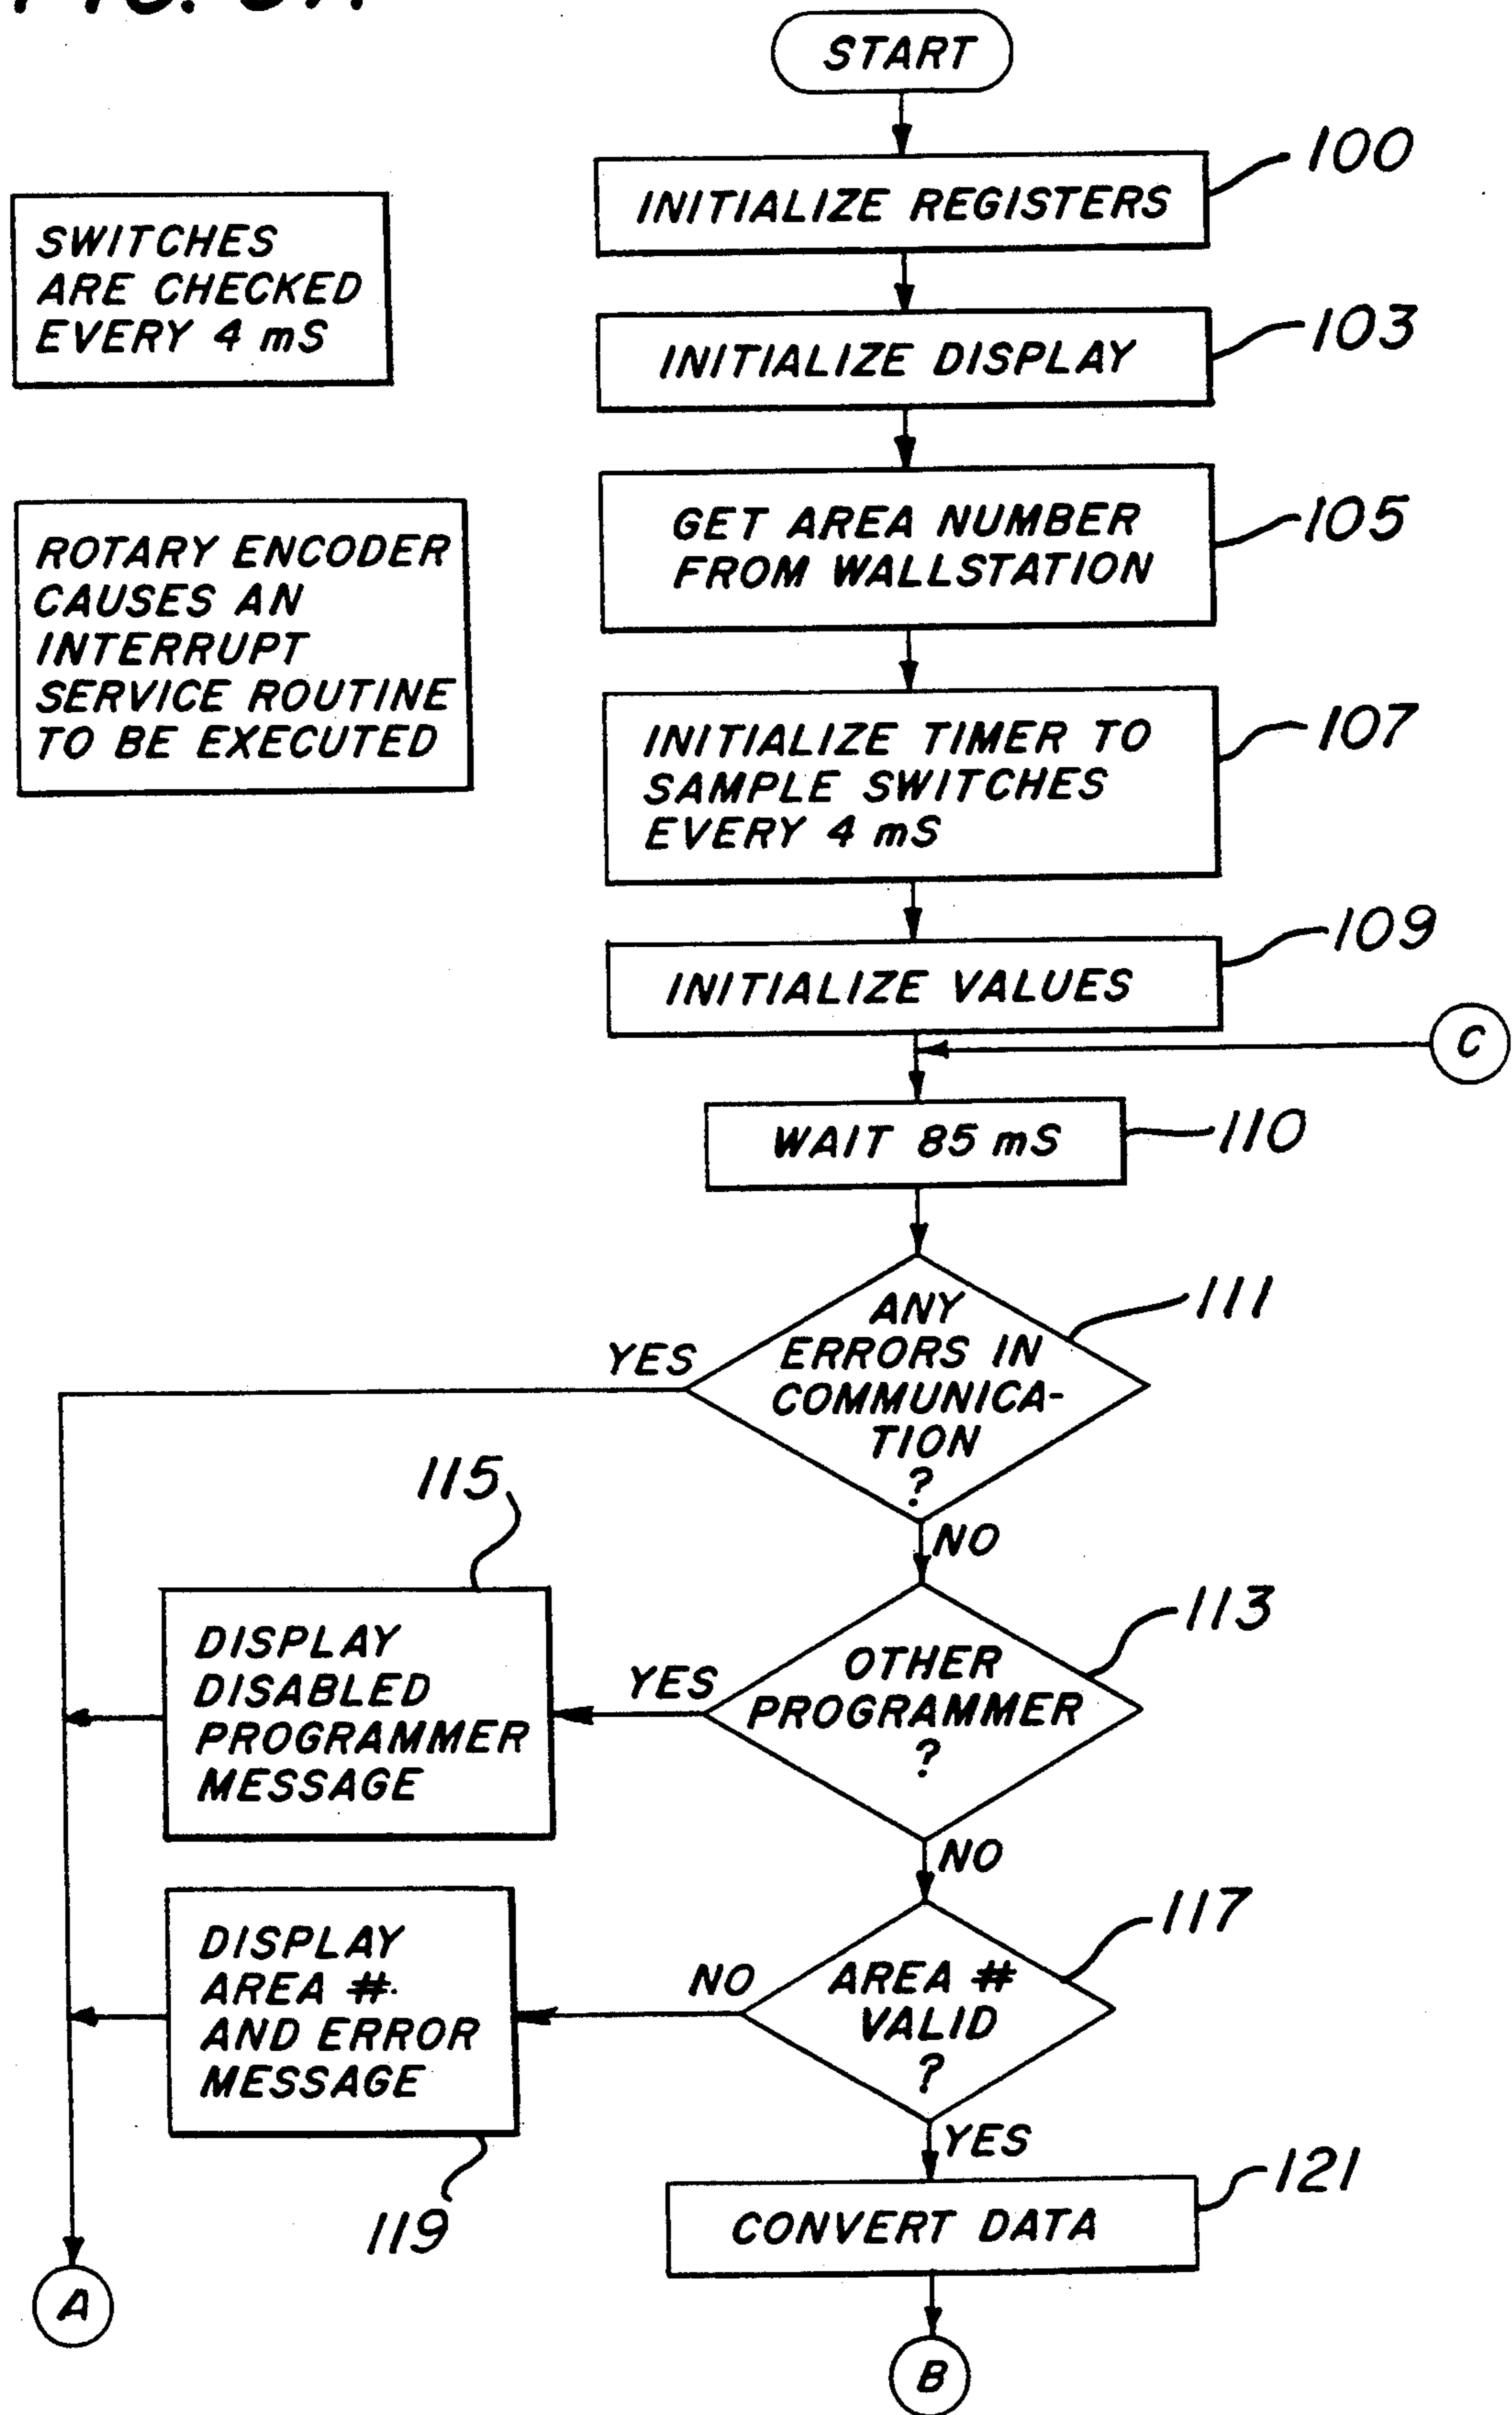 START
INITIALIZE REGISTERS
100
SWITCHES
ARE CHECKED
EVERY 4 mS
INITIALIZE DISPLAY
103
ROTARY ENCODER
CAUSES AN
INTERRUPT
SERVICE ROUTINE
TO BE EXECUTED
GET AREA NUMBER
FROM WALLSTATION
105
INITIALIZE TIMER TO
SAMPLE SWITCHES
EVERY 4 mS
107
INITIALIZE VALUES
109
C
WAIT 85 mS
110
ANY
ERRORS IN
COMMUNICA-
TION
?
111
YES
NO
115
DISPLAY
DISABLED
PROGRAMMER
MESSAGE
YES
OTHER
PROGRAMMER
?
113
NO
DISPLAY
AREA #
AND ERROR
MESSAGE
119
NO
AREA #
VALID
?
117
YES
CONVERT DATA
121
A
B